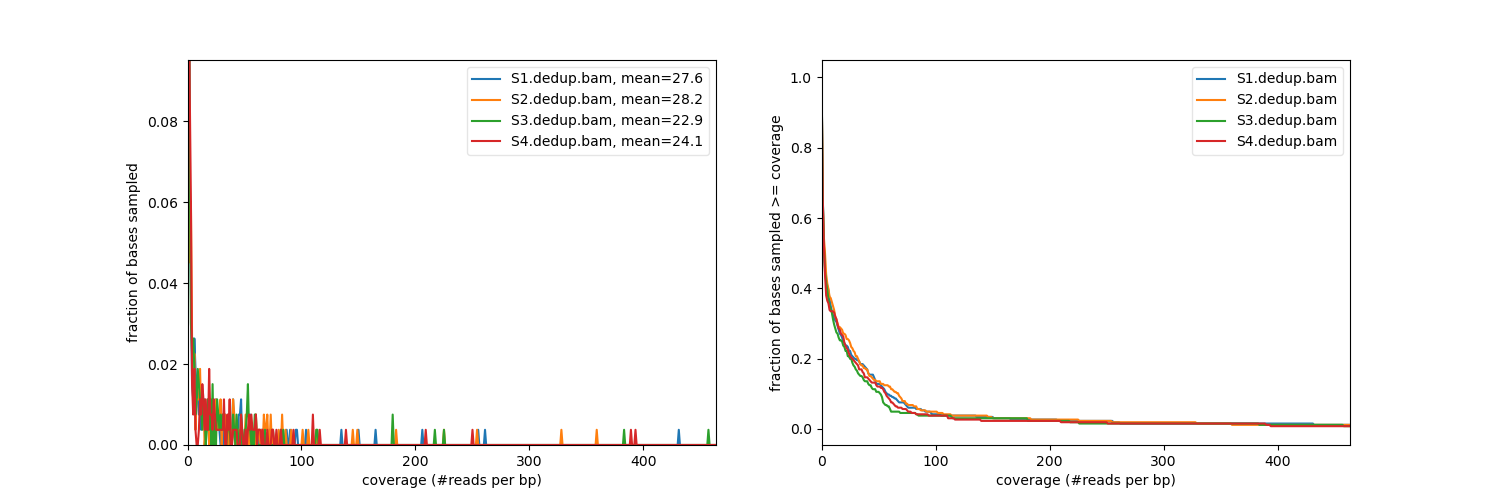 S1.dedup.bam, mean=27.6
S2.dedup.bam, mean=28.2
S3.dedup.bam, mean=22.9
S4.dedup.bam, mean=24.1
fraction of bases sampled
0.08
0.06
0.04
0.02
0.00
0
100
200
300
400
coverage (#reads per bp)
S1.dedup.bam
S2.dedup.bam
S3.dedup.bam
S4.dedup.bam
fraction of bases sampled >= coverage
1.0
0.8
0.6
0.4
0.2
0.0
0
100
200
300
400
coverage (#reads per bp)